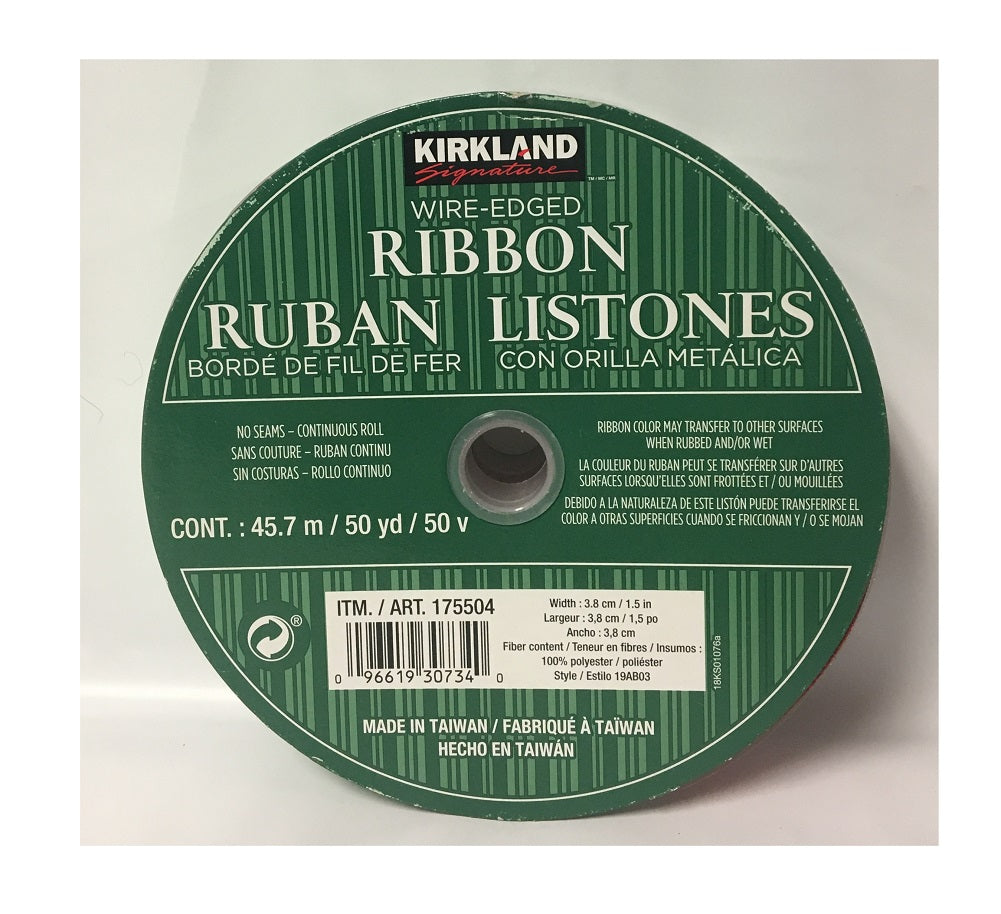 KIRKLAND
Signature
TM / MC / MR
WIRE-EDGED
RIBBON
RUBAN
BORDÉ DE FIL DE FER
LISTONES
CON ORILLA METÁLICA
NO SEAMS – CONTINUOUS ROLL
SANS COUTURE – RUBAN CONTINU
SIN COSTURAS – ROLLO CONTINUO
CONT. : 45.7 m / 50 yd / 50 v
RIBBON COLOR MAY TRANSFER TO OTHER SURFACES
WHEN RUBBED AND/OR WET
LA COULEUR DU RUBAN PEUT SE TRANSFÉRER SUR D'AUTRES
SURFACES LORSQU'ELLES SONT FROTTÉES ET / OU MOUILLÉES
DEBIDO A LA NATURALEZA DE ESTE LISTÓN PUEDE TRANSFERIRSE EL
COLOR A OTRAS SUPERFICIES CUANDO SE FRICCIONAN Y / O SE MOJAN
®
ITM. / ART. 175504
0 96619 30734 0
Width : 3.8 cm / 1.5 in
Largeur : 3,8 cm / 1,5 po
Ancho : 3,8 cm
Fiber content / Teneur en fibres / Insumos :
100% polyester / poliéster
Style / Estilo 19AB03
18KS01076a
MADE IN TAIWAN / FABRIQUÉ À TAÏWAN
HECHO EN TAIWÁN